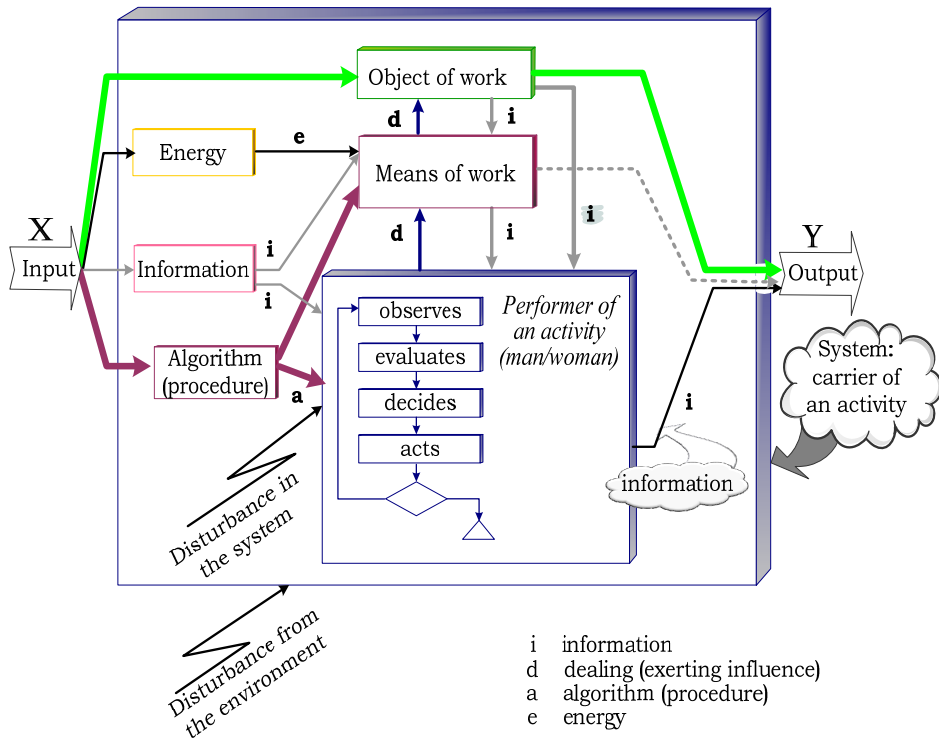 Object of work
d
i
e
Energy
Means of work
X
Input
i
Information
i
d
i
i
Y
Output
Performer of
an activity
(man/woman)
observes
evaluates
decides
acts
Algorithm
(procedure)
a
i
information
System:
carrier of
an activity
Disturbance in
the system
Disturbance from
the environment
i information
d dealing (exerting influence)
a algorithm (procedure)
e energy